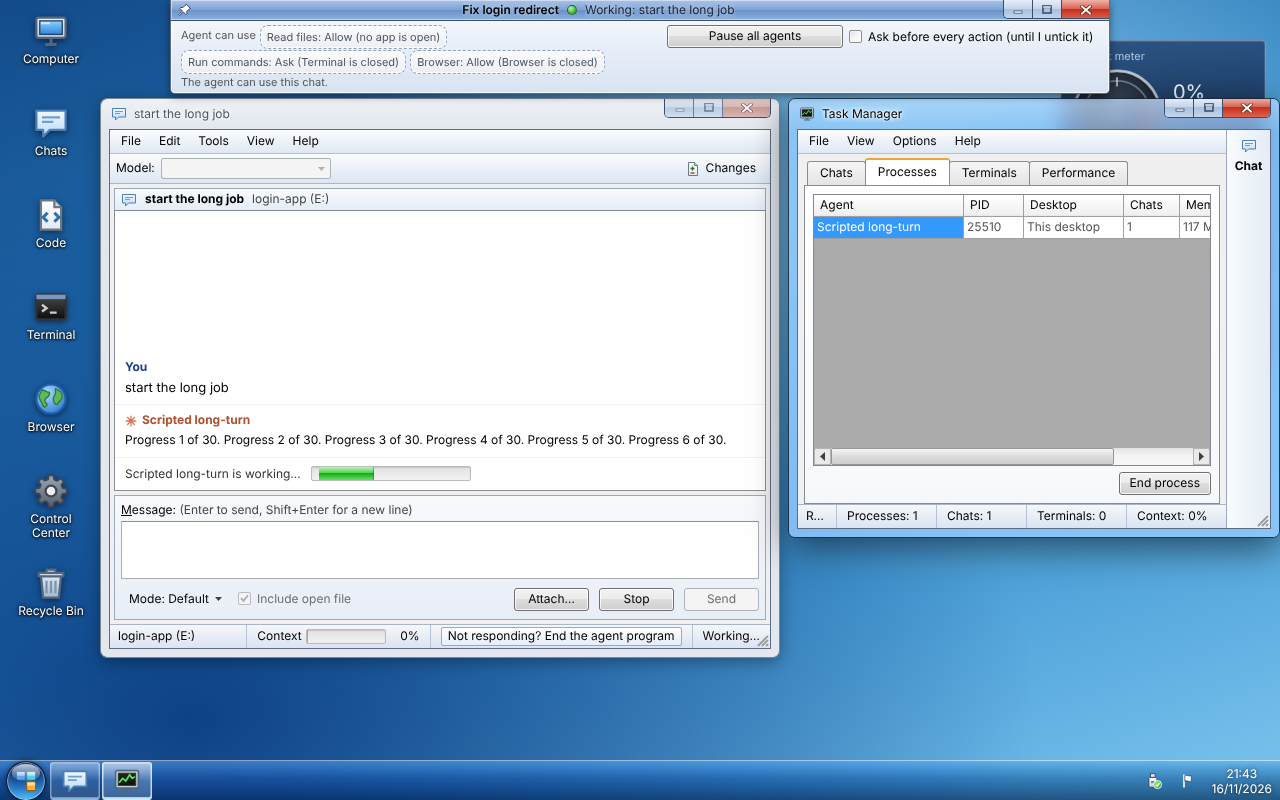 Fix login redirect Working: start the long job
Agent can use Read files: Allow (no app is open)
Run commands: Ask (Terminal is closed) Browser: Allow (Browser is closed)
The agent can use this chat.
Pause all agents Ask before every action (until I untick it)
meter
0%
Computer
Chats
Code
Terminal
Browser
Control
Center
Recycle Bin
start the long job
File Edit Tools View Help
Model: Changes
start the long job login-app (E:)
You
start the long job
Scripted long-turn
Progress 1 of 30. Progress 2 of 30. Progress 3 of 30. Progress 4 of 30. Progress 5 of 30. Progress 6 of 30.
Scripted long-turn is working...
Message: (Enter to send, Shift+Enter for a new line)
Mode: Default Include open file Attach... Stop Send
login-app (E:) Context 0% Not responding? End the agent program Working...
Task Manager
File View Options Help
Chat
Chats Processes Terminals Performance
Agent PID Desktop Chats Mem
Scripted long-turn 25510 This desktop 1 117 M
End process
R... Processes: 1 Chats: 1 Terminals: 0 Context: 0%
21:43
16/11/2026